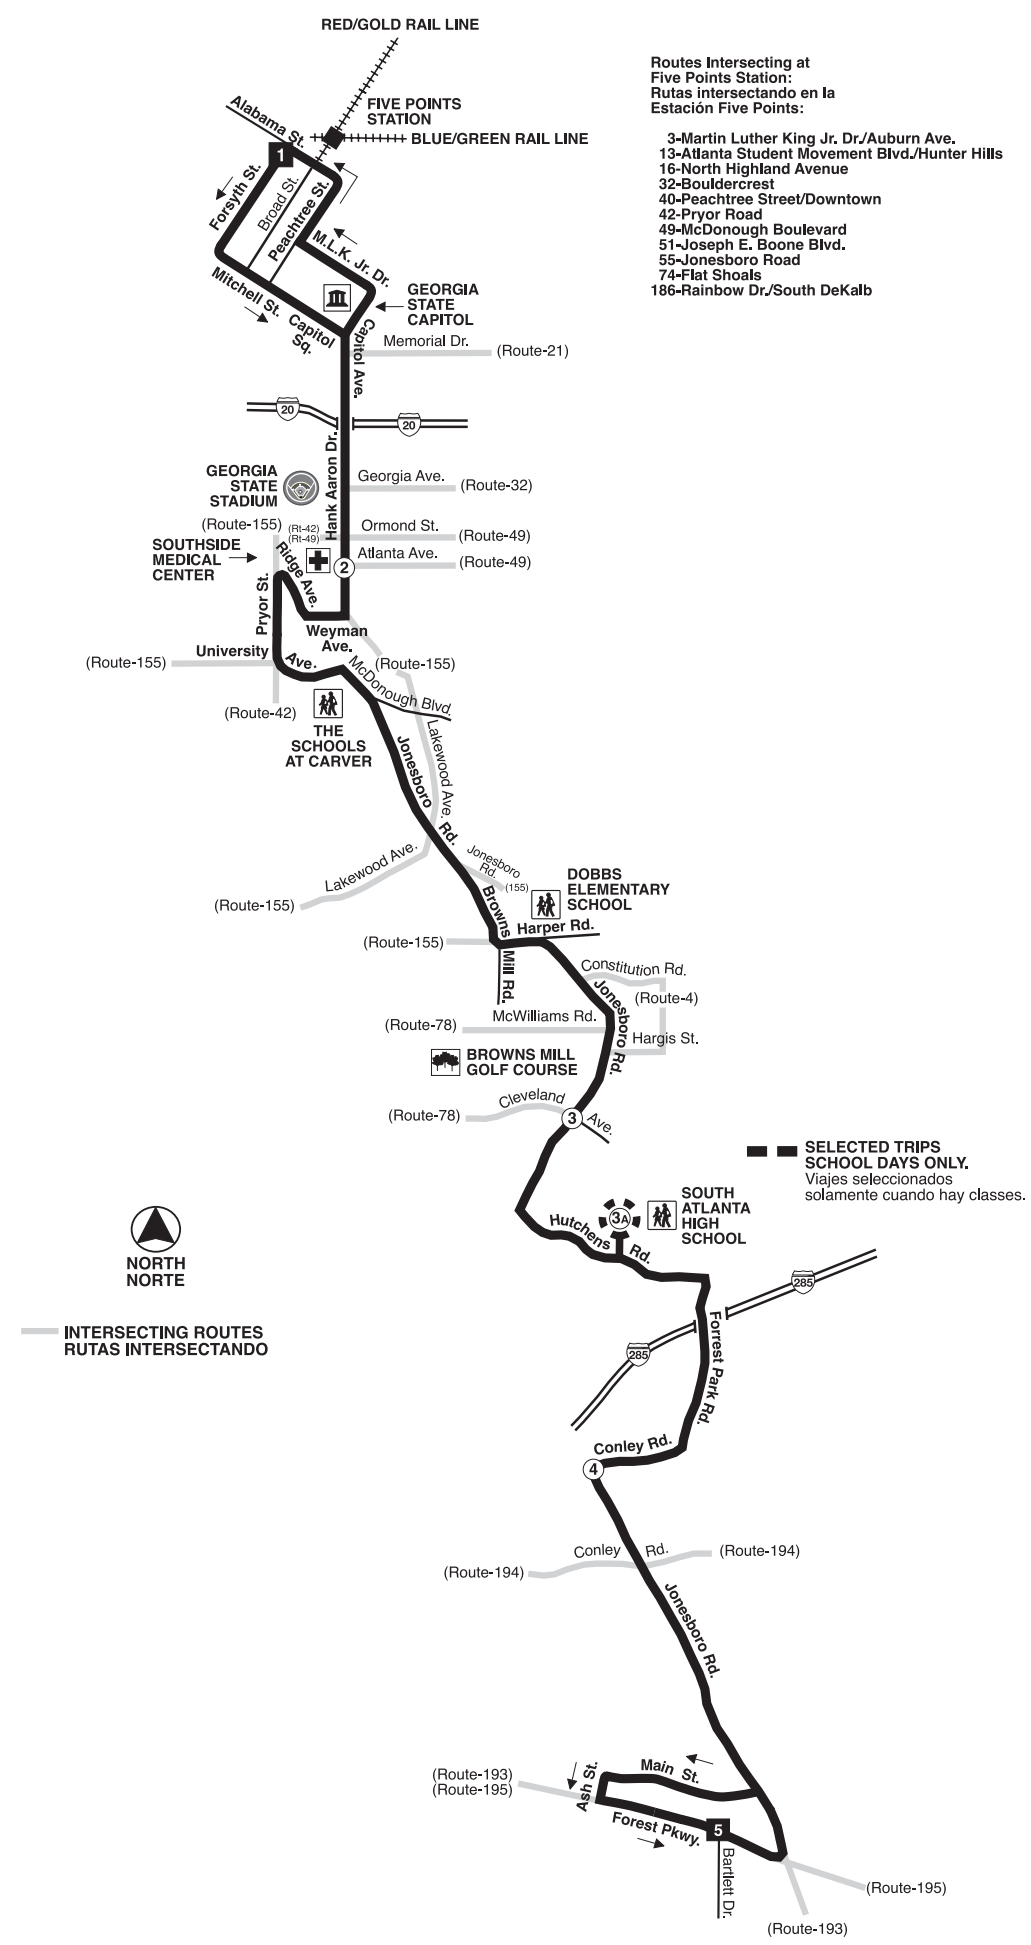 RED/GOLD RAIL LINE
Routes Intersecting at
Five Points Station:
Rutas intersectando en la
Estación Five Points:
3-Martin Luther King Jr. Dr./Auburn Ave.
13-Atlanta Student Movement Blvd./Hunter Hills
16-North Highland Avenue
32-Bouldercrest
40-Peachtree Street/Downtown
42-Pryor Road
49-McDonough Boulevard
51-Joseph E. Boone Blvd.
55-Jonesboro Road
74-Flat Shoals
186-Rainbow Dr./South DeKalb
FIVE POINTS
STATION
BLUE/GREEN RAIL LINE
Alabama St.
1
Forsyth St.
Broad St.
Peachtree St.
M.L.K. Jr. Dr.
Mitchell St.
Capitol
Sq.
GEORGIA
STATE
CAPITOL
Capitol Ave.
Memorial Dr.
(Route-21)
20
20
Hank Aaron Dr.
GEORGIA
STATE
STADIUM
Georgia Ave.
(Route-32)
(Route-155)
(Rt-42)
(Rt-49)
Ormond St.
(Route-49)
SOUTHSIDE
MEDICAL
CENTER
Ridge Ave.
2
Atlanta Ave.
(Route-49)
Pryor St.
Weyman
Ave.
University
Ave.
(Route-155)
(Route-155)
McDonough Blvd.
(Route-42)
THE
SCHOOLS
AT CARVER
Lakewood Ave.
Jonesboro
Rd.
Lakewood Ave.
(Route-155)
Jonesboro
Rd.
(155)
DOBBS
ELEMENTARY
SCHOOL
Browns
Mill Rd.
Harper Rd.
(Route-155)
Constitution Rd.
(Route-4)
Jonesboro Rd.
McWilliams Rd.
(Route-78)
Hargis St.
BROWNS MILL
GOLF COURSE
Cleveland
Ave.
(Route-78)
3
SELECTED TRIPS
SCHOOL DAYS ONLY.
Viajes seleccionados
solamente cuando hay classes.
3A
SOUTH
ATLANTA
HIGH
SCHOOL
Hutchens
Rd.
NORTH
NORTE
285
285
INTERSECTING ROUTES
RUTAS INTERSECTANDO
Forrest Park Rd.
Conley Rd.
4
Conley
Rd.
(Route-194)
(Route-194)
Jonesboro Rd.
Main St.
Ash St.
(Route-193)
(Route-195)
Forest Pkwy.
5
Bartlett Dr.
(Route-195)
(Route-193)